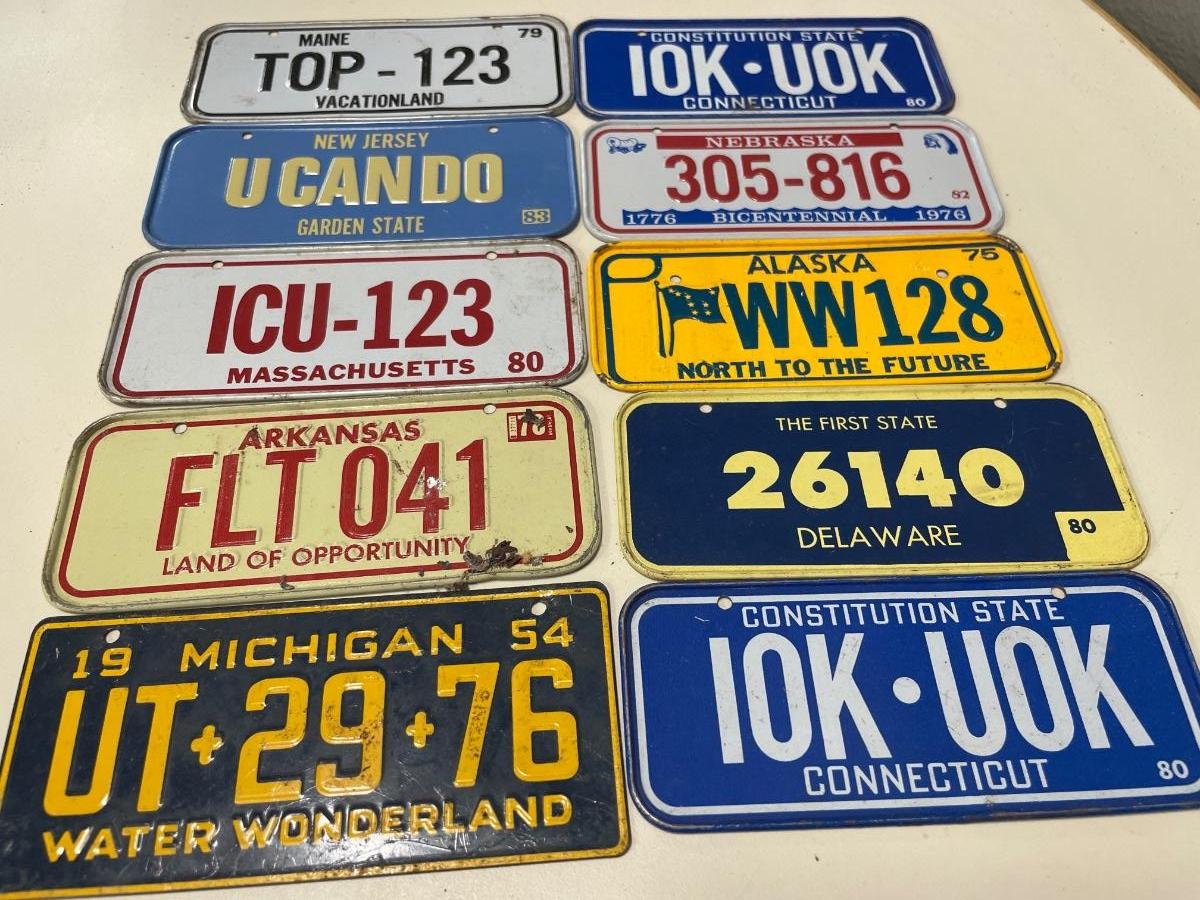 MAINE 79
TOP - 123
VACATIONLAND
CONSTITUTION STATE
IOK•UOK
CONNECTICUT 80
NEW JERSEY
UCANDO
GARDEN STATE 83
NEBRASKA
305-816
82
1776 BICENTENNIAL 1976
ICU-123
MASSACHUSETTS 80
ALASKA 75
WW128
NORTH TO THE FUTURE
ARKANSAS
FLT 041
LAND OF OPPORTUNITY
THE FIRST STATE
26140
DELAWARE 80
19 MICHIGAN 54
UT+29+76
WATER WONDERLAND
CONSTITUTION STATE
IOK•UOK
CONNECTICUT 80